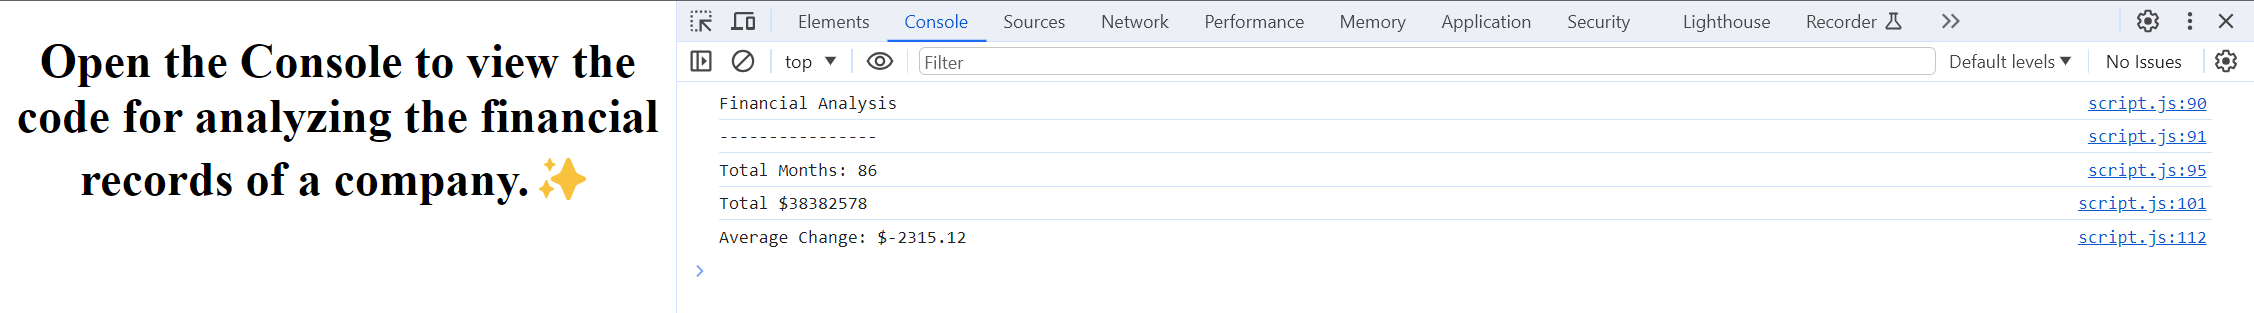 Open the Console to view the
code for analyzing the financial
records of a company.✨
Elements Console Sources Network Performance Memory Application Security Lighthouse Recorder
top ▼ Filter Default levels ▼ No Issues
Financial Analysis script.js:90
---------------- script.js:91
Total Months: 86 script.js:95
Total $38382578 script.js:101
Average Change: $-2315.12 script.js:112